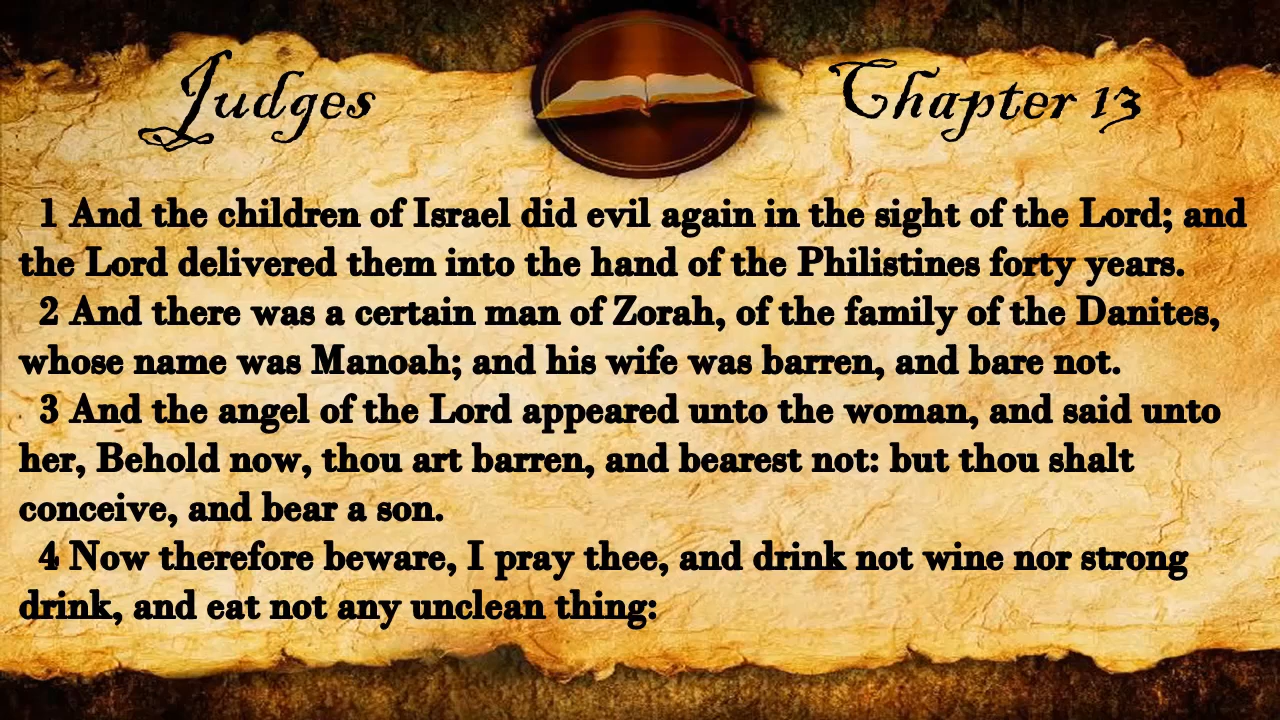 Judges
Chapter 13
1 And the children of Israel did evil again in the sight of the Lord; and
the Lord delivered them into the hand of the Philistines forty years.
2 And there was a certain man of Zorah, of the family of the Danites,
whose name was Manoah; and his wife was barren, and bare not.
3 And the angel of the Lord appeared unto the woman, and said unto
her, Behold now, thou art barren, and bearest not: but thou shalt
conceive, and bear a son.
4 Now therefore beware, I pray thee, and drink not wine nor strong
drink, and eat not any unclean thing: